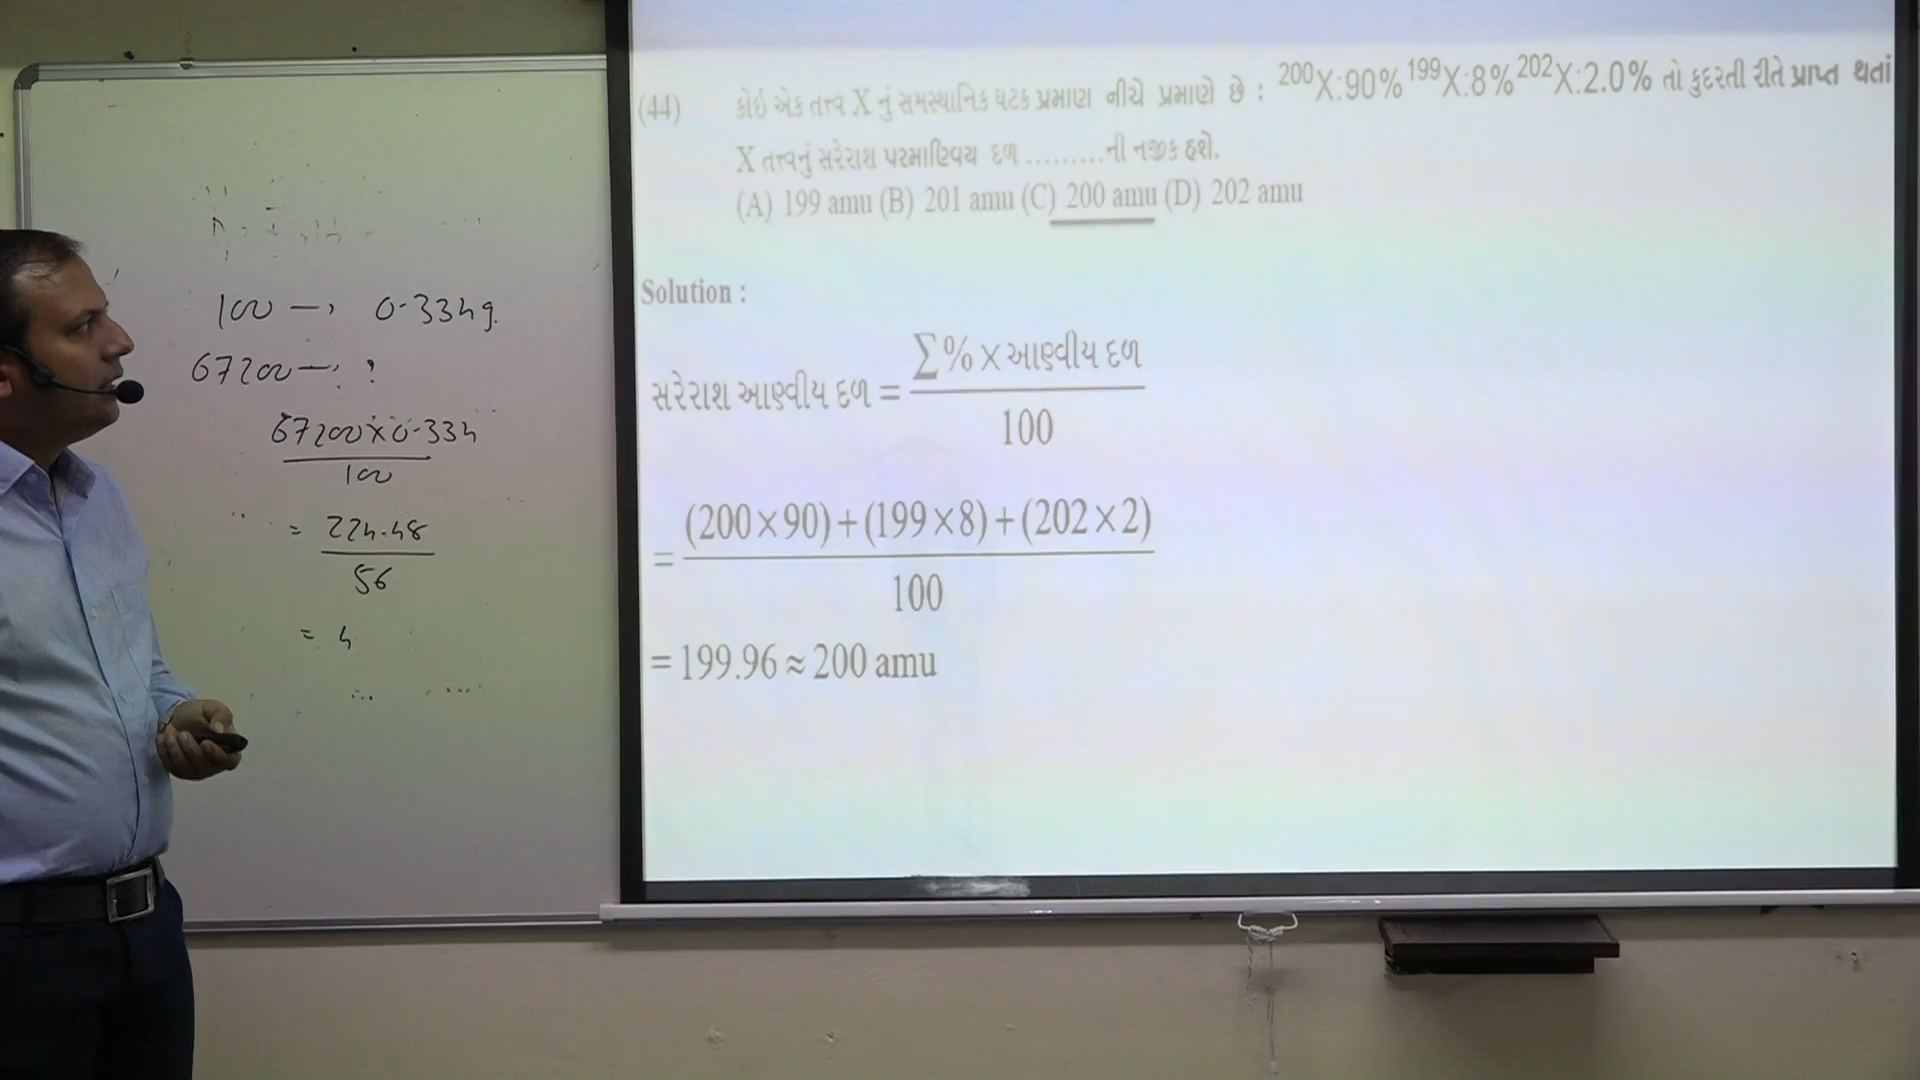 100 → 0.334g.
67200 → ?
67200×0.334
100
= 224.48
56
= 4
(44) કોઈ એક તત્ત્વ X નું સમસ્થાનિક ઘટક પ્રમાણ નીચે પ્રમાણે છે : ²⁰⁰X:90% ¹⁹⁹X:8% ²⁰²X:2.0% તો કુદરતી રીતે પ્રાપ્ત થતાં
X તત્ત્વનું સરેરાશ પરમાણ્વિય દળ .........ની નજીક હશે.
(A) 199 amu (B) 201 amu (C) 200 amu (D) 202 amu
Solution :
સરેરાશ આણ્વીય દળ = ∑% × આણ્વીય દળ
100
= (200×90)+(199×8)+(202×2)
100
= 199.96 ≈ 200 amu